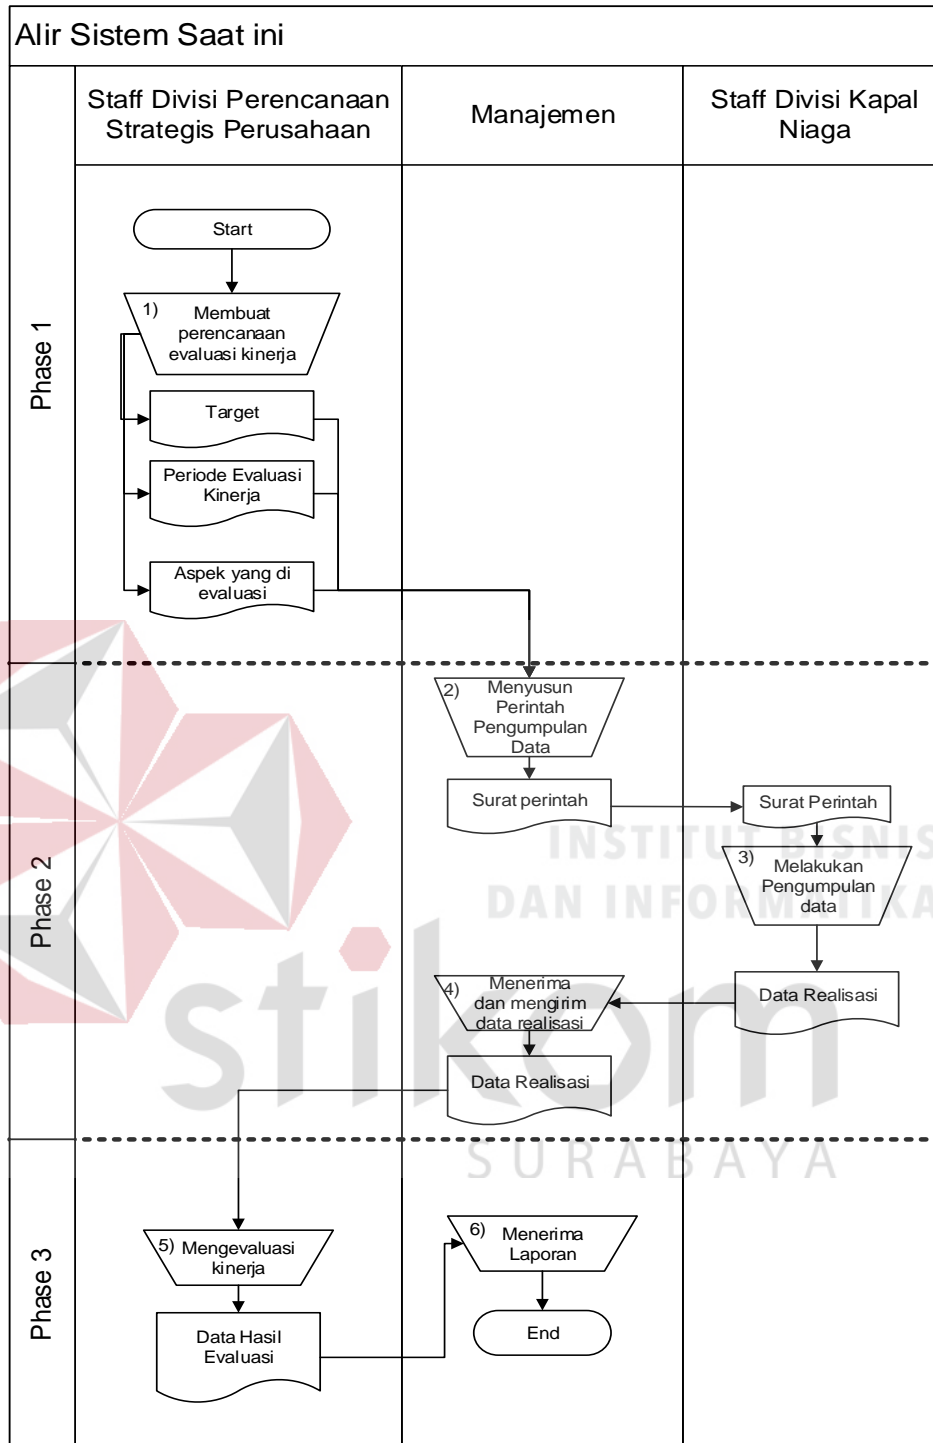 Alir Sistem Saat ini
Staff Divisi Perencanaan
Strategis Perusahaan
Manajemen
Staff Divisi Kapal
Niaga
Phase 1
Start
1)
Membuat
perencanaan
evaluasi kinerja
Target
Periode Evaluasi
Kinerja
Aspek yang di
evaluasi
Phase 2
2)
Menyusun
Perintah
Pengumpulan
Data
Surat perintah
Surat Perintah
3)
Melakukan
Pengumpulan
data
Data Realisasi
4)
Menerima
dan mengirim
data realisasi
Data Realisasi
INSTITUT BISNIS
DAN INFORMATIKA
stikom
SURABAYA
Phase 3
5)
Mengevaluasi
kinerja
Data Hasil
Evaluasi
6)
Menerima
Laporan
End